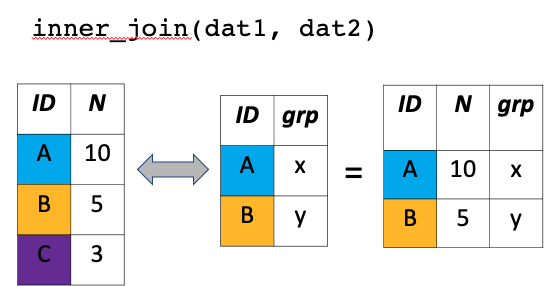 inner_join(dat1, dat2)
ID N
A 10
B 5
C 3
ID grp
A x
B y
=
ID N grp
A 10 x
B 5 y